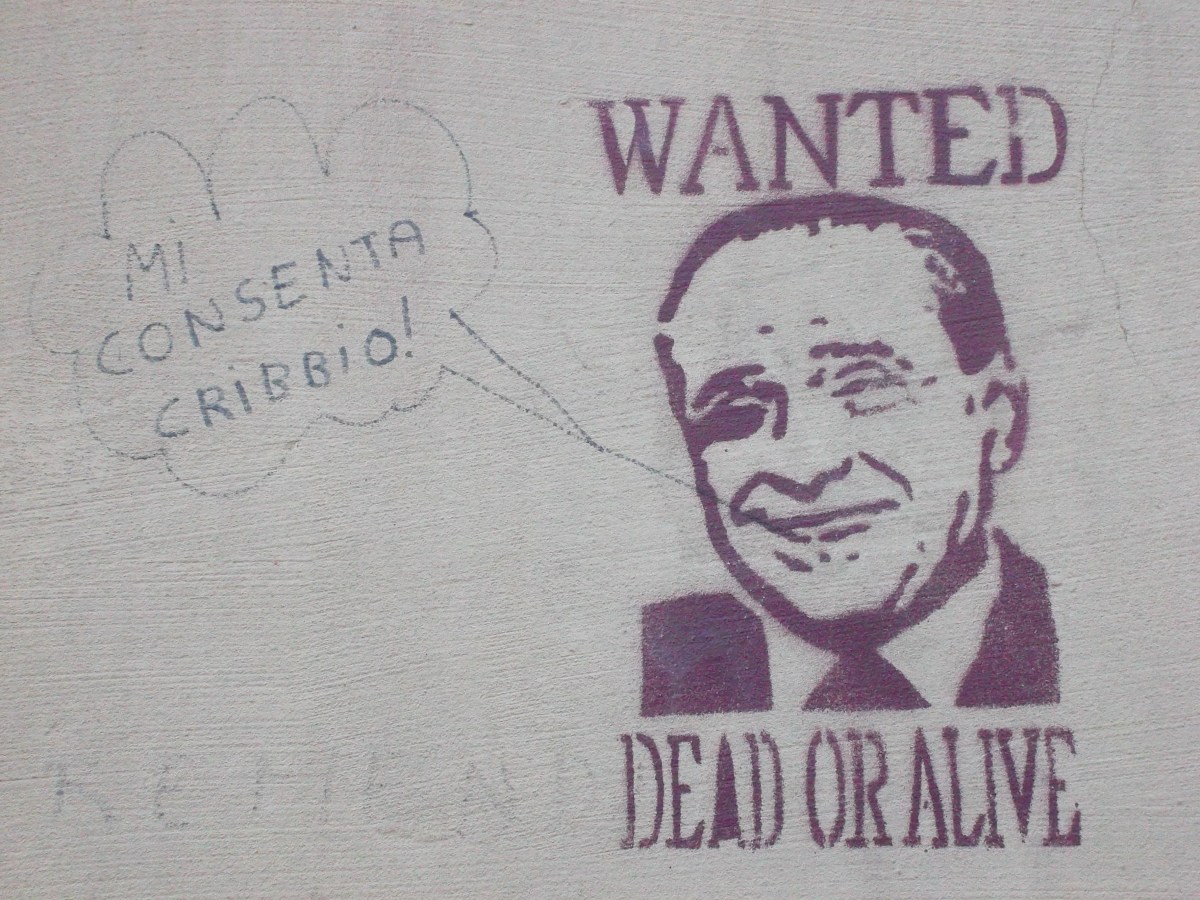 WANTED
MI
CONSENTA
CRIBBIO!
DEAD OR ALIVE